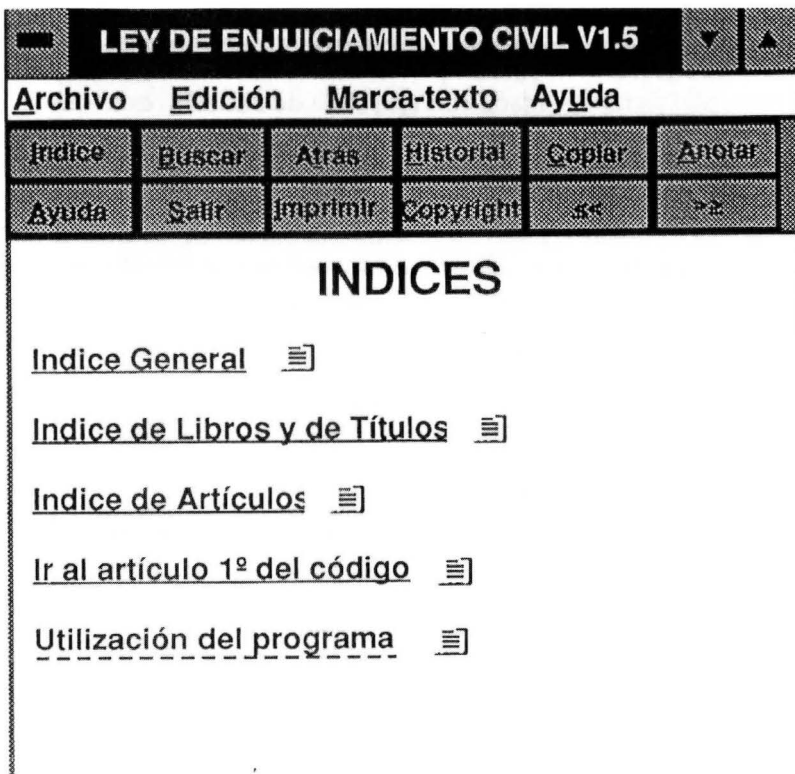 LEY DE ENJUICIAMIENTO CIVIL V1.5
Archivo Edición Marca-texto Ayuda
Indice Buscar Atrás Historial Copiar Anotar
Ayuda Salir Imprimir Copyright << >>
INDICES
Indice General
Indice de Libros y de Títulos
Indice de Artículos
Ir al artículo 1º del código
Utilización del programa